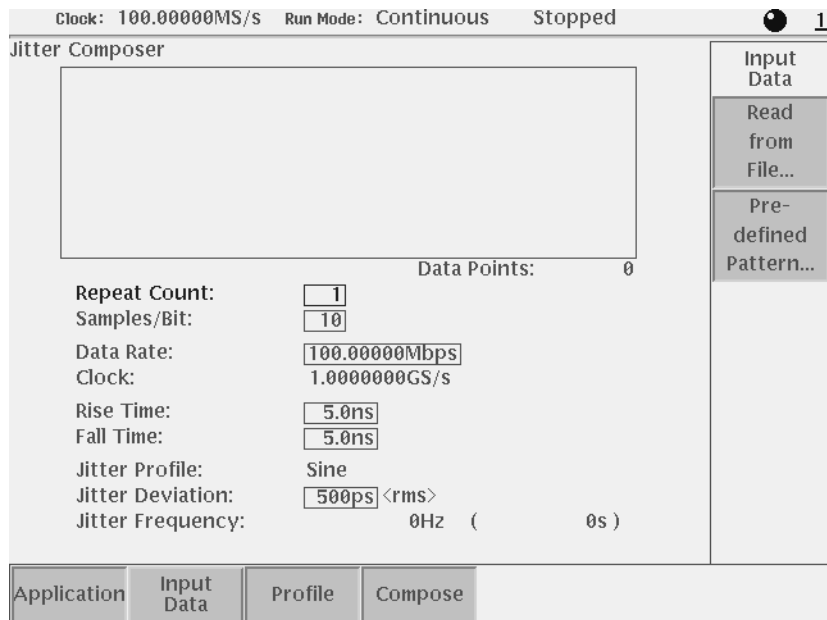 Clock: 100.00000MS/s Run Mode: Continuous Stopped
Jitter Composer
Input
Data
Read
from
File...
Pre-
defined
Pattern...
Data Points: 0
Repeat Count: 1
Samples/Bit: 10
Data Rate: 100.00000Mbps
Clock: 1.0000000GS/s
Rise Time: 5.0ns
Fall Time: 5.0ns
Jitter Profile: Sine
Jitter Deviation: 500ps <rms>
Jitter Frequency: 0Hz ( 0s )
Application
Input
Data
Profile
Compose